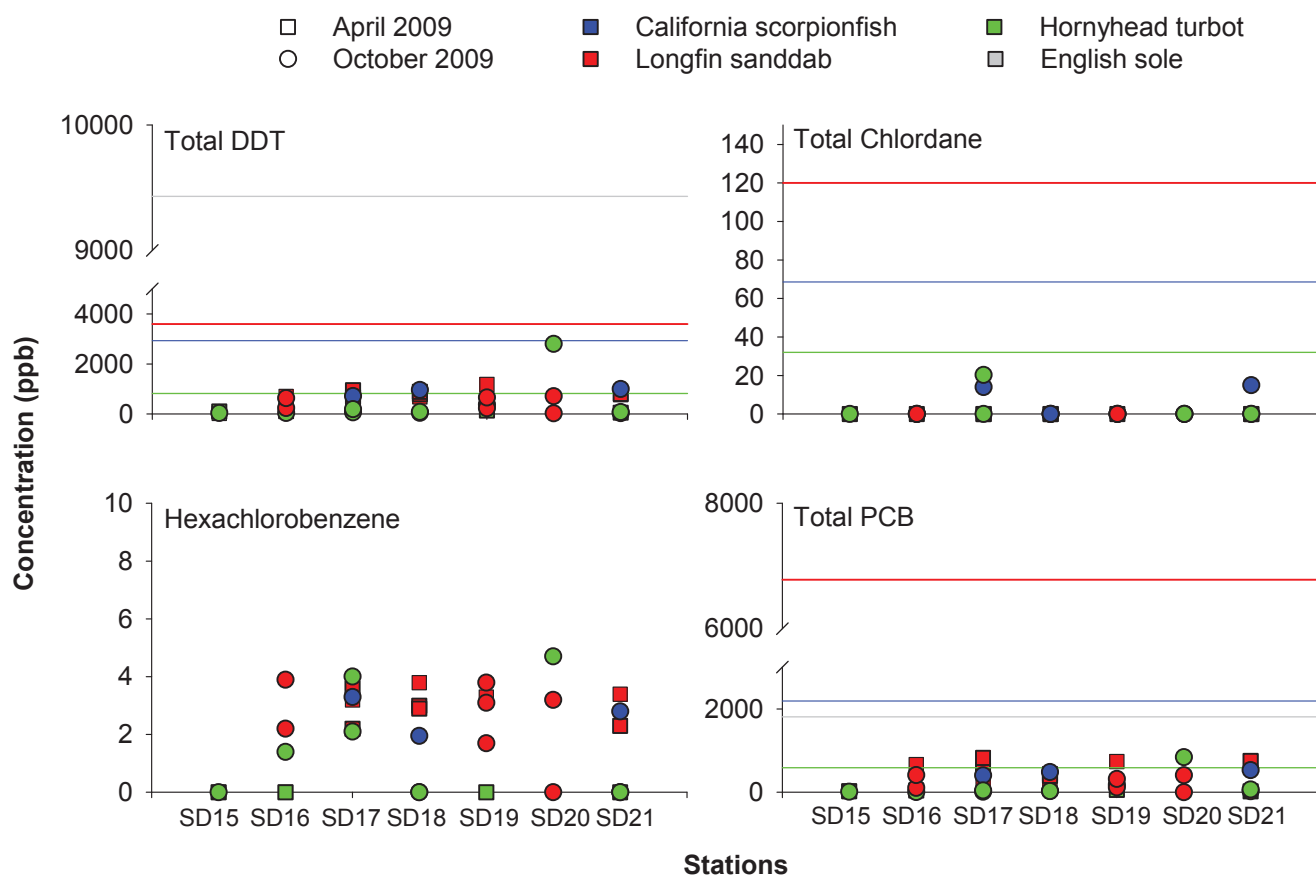 April 2009
October 2009
California scorpionfish
Longfin sanddab
Hornyhead turbot
English sole
Concentration (ppb)
Total DDT
10000
9000
4000
2000
0
Total Chlordane
140
120
100
80
60
40
20
0
Hexachlorobenzene
10
8
6
4
2
0
SD15 SD16 SD17 SD18 SD19 SD20 SD21
Total PCB
8000
6000
2000
0
SD15 SD16 SD17 SD18 SD19 SD20 SD21
Stations